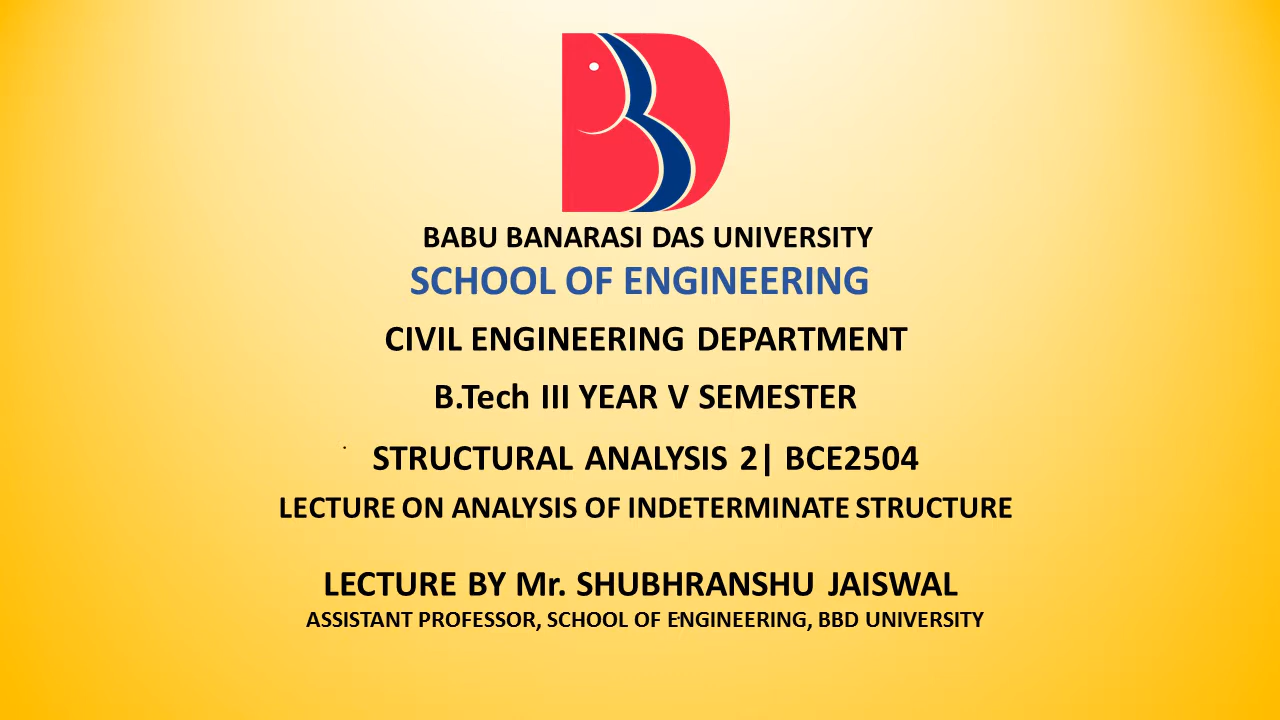 BABU BANARASI DAS UNIVERSITY
SCHOOL OF ENGINEERING
CIVIL ENGINEERING DEPARTMENT
B.Tech III YEAR V SEMESTER
STRUCTURAL ANALYSIS 2| BCE2504
LECTURE ON ANALYSIS OF INDETERMINATE STRUCTURE
LECTURE BY Mr. SHUBHRANSHU JAISWAL
ASSISTANT PROFESSOR, SCHOOL OF ENGINEERING, BBD UNIVERSITY